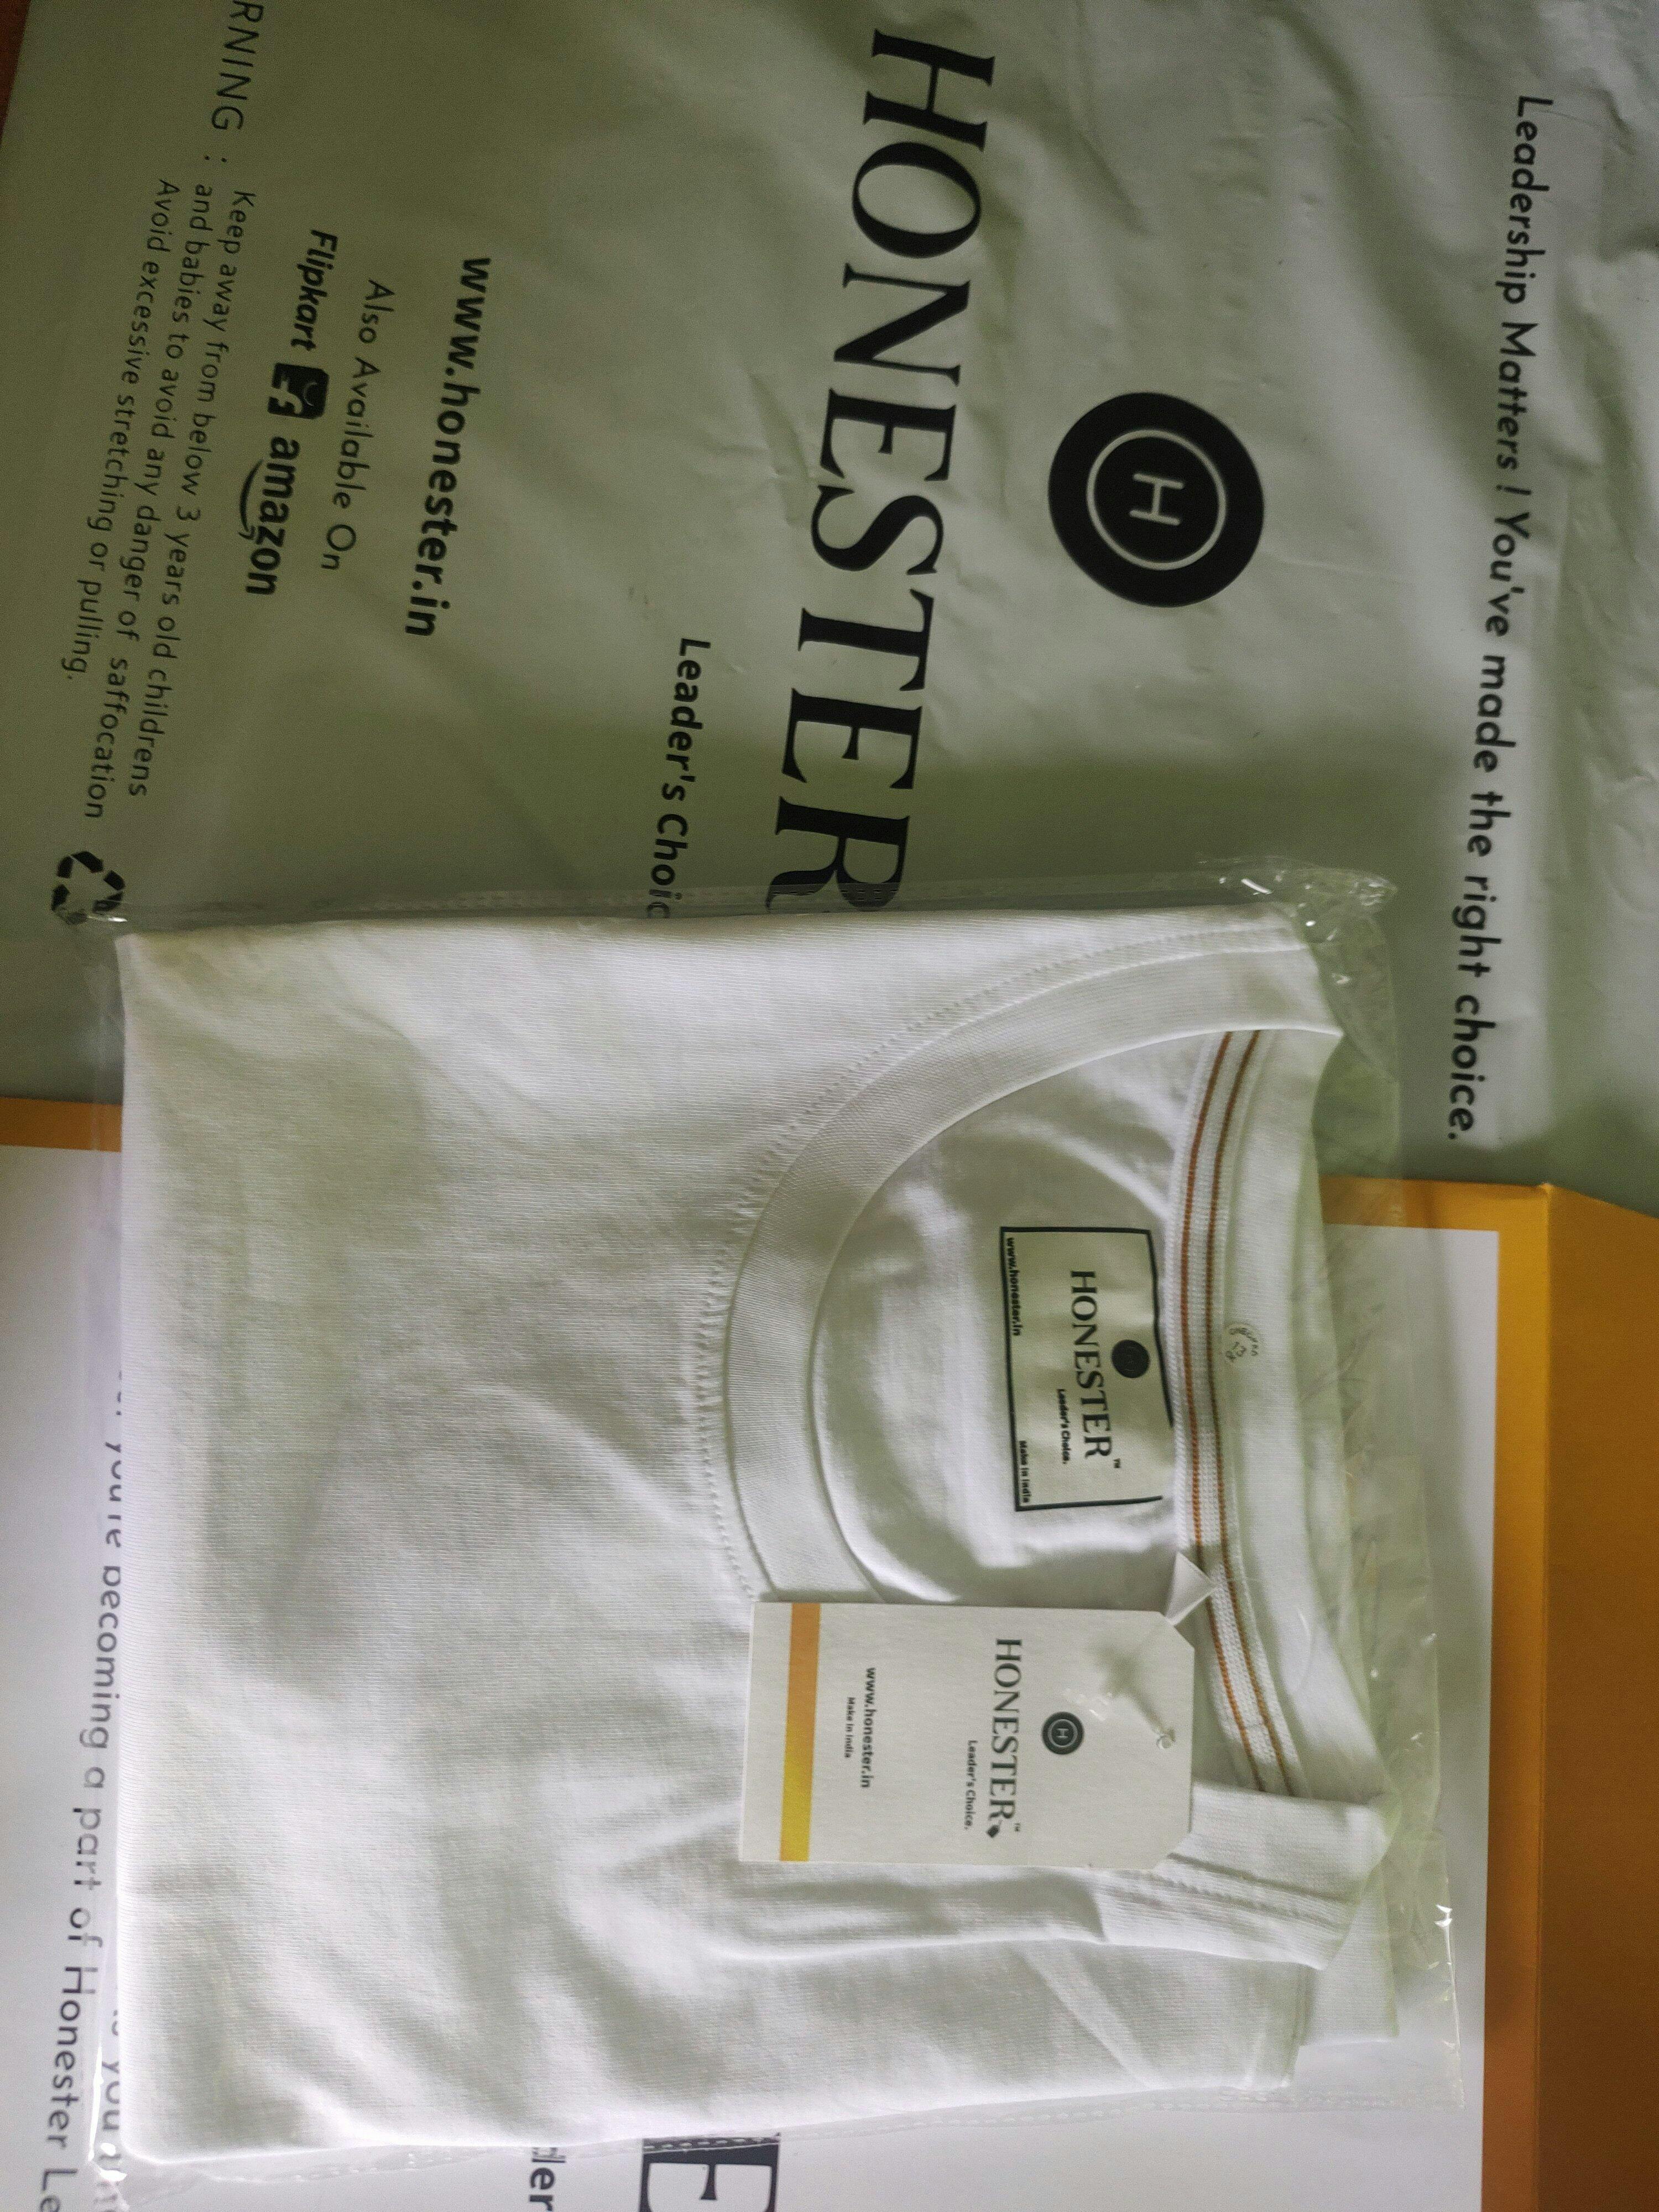 Leadership Matters ! You've made the right choice.
H
HONESTER
Leader's Choic
www.honester.in
Also Available On
Flipkart amazon
RNING : Keep away from below 3 years old childrens
and babies to avoid any danger of saffocation
Avoid excessive stretching or pulling.
HONESTER™
Leader's Choice.
www.honester.in Make in India
H
HONESTER™
Leader's Choice.
www.honester.in
Make in India
E
der
you're becoming a part of Honester Le